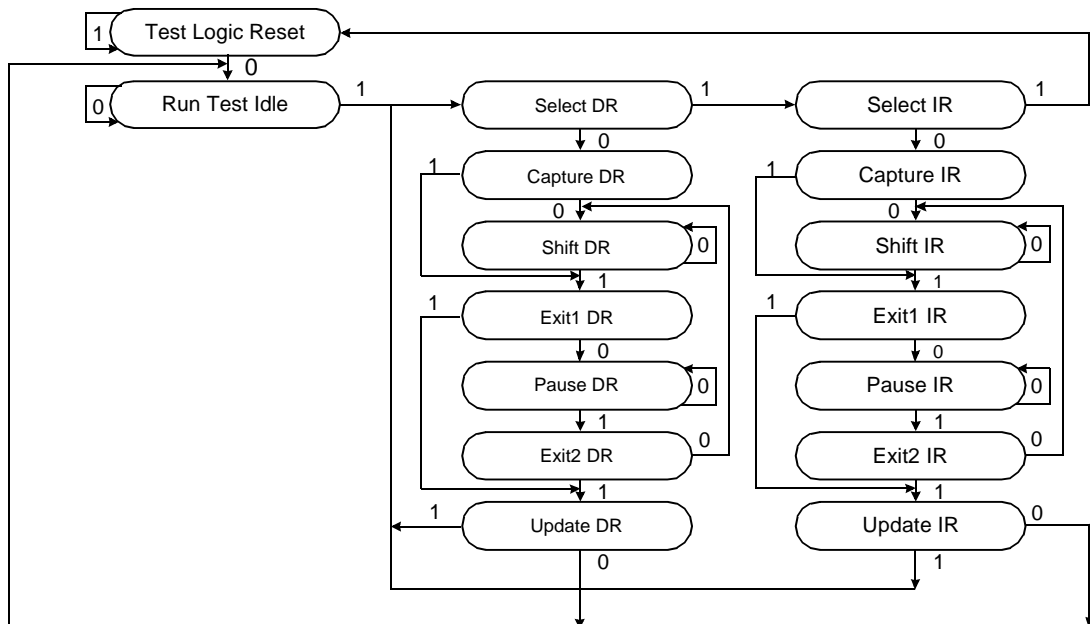 Test Logic Reset
1
0
Run Test Idle
0
1
Select DR
1
Select IR
1
0
0
Capture DR
1
Capture IR
1
0
0
Shift DR
0
Shift IR
0
1
1
Exit1 DR
1
Exit1 IR
1
0
0
Pause DR
0
Pause IR
0
1
1
Exit2 DR
0
Exit2 IR
0
1
1
Update DR
1
Update IR
0
0
1